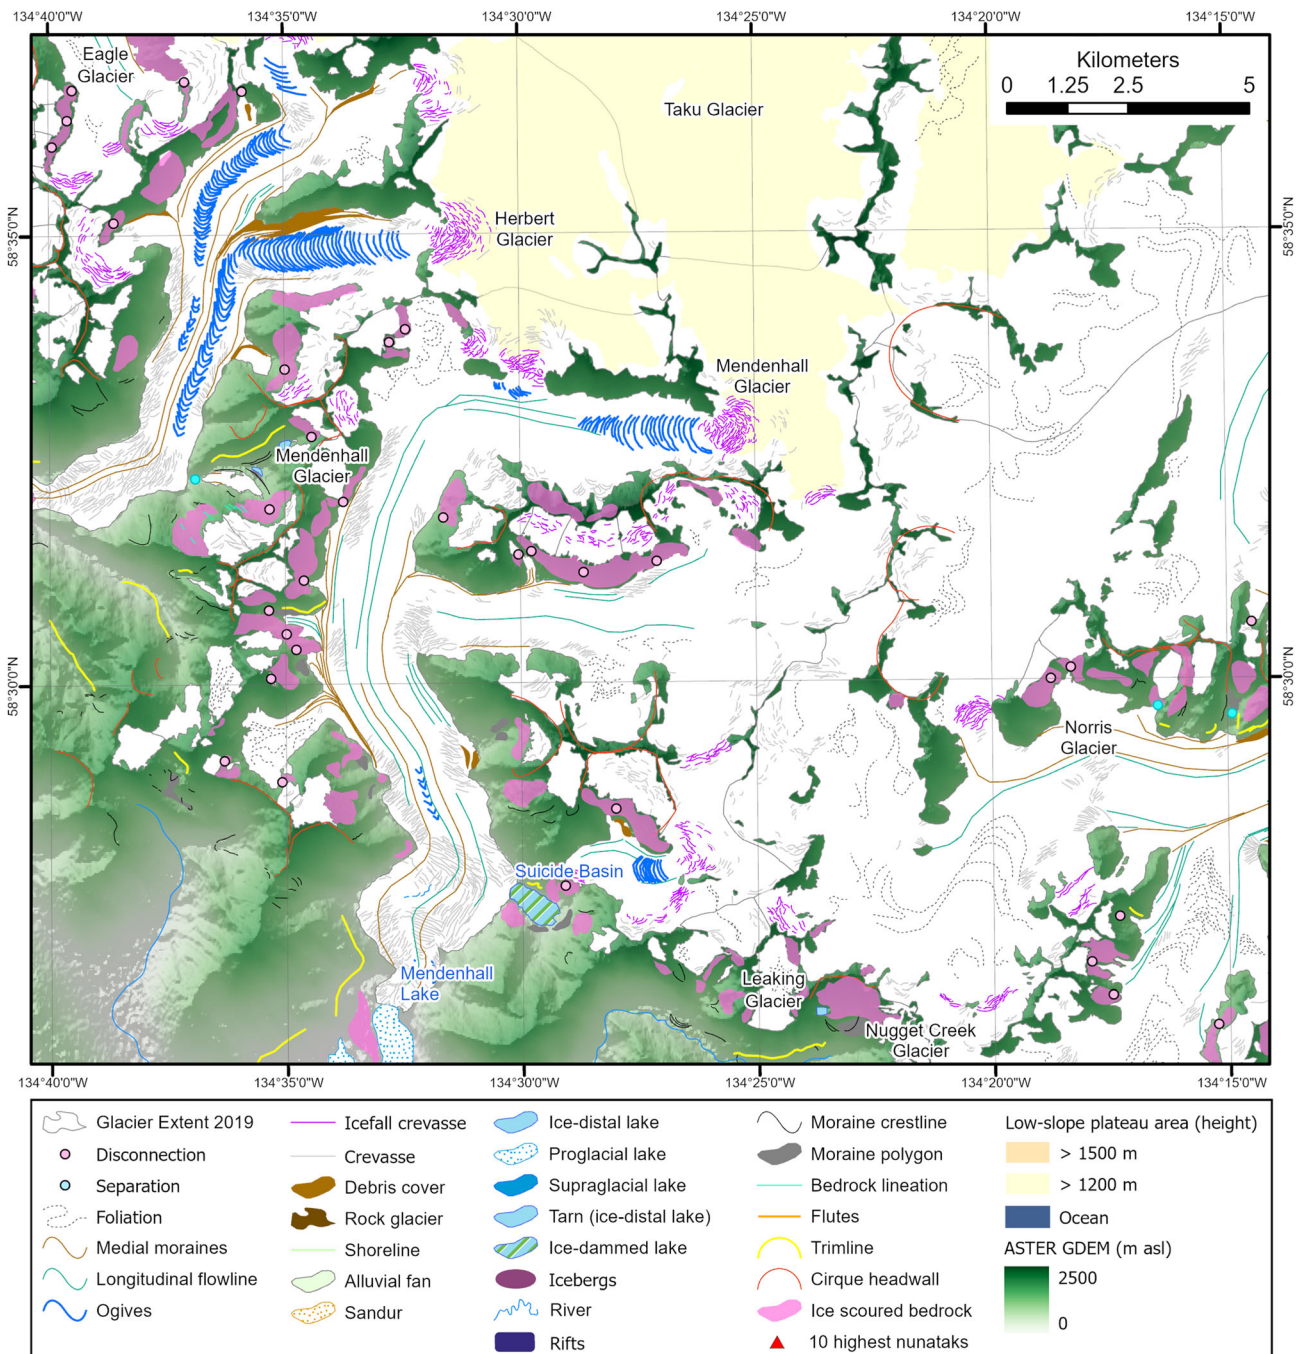 134°40'0"W 134°35'0"W 134°30'0"W 134°25'0"W 134°20'0"W 134°15'0"W
Eagle
Glacier
Taku Glacier
Kilometers
0 1.25 2.5 5
58°35'0"N
Herbert
Glacier
58°35'0"N
Mendenhall
Glacier
Mendenhall
Glacier
58°30'0"N
58°30'0"N
Norris
Glacier
Suicide Basin
Mendenhall
Lake
Leaking
Glacier
Nugget Creek
Glacier
134°40'0"W 134°35'0"W 134°30'0"W 134°25'0"W 134°20'0"W 134°15'0"W
Glacier Extent 2019
Disconnection
Separation
Foliation
Medial moraines
Longitudinal flowline
Ogives
Icefall crevasse
Crevasse
Debris cover
Rock glacier
Shoreline
Alluvial fan
Sandur
Ice-distal lake
Proglacial lake
Supraglacial lake
Tarn (ice-distal lake)
Ice-dammed lake
Icebergs
River
Rifts
Moraine crestline
Moraine polygon
Bedrock lineation
Flutes
Trimline
Cirque headwall
Ice scoured bedrock
10 highest nunataks
Low-slope plateau area (height)
> 1500 m
> 1200 m
Ocean
ASTER GDEM (m asl)
2500
0